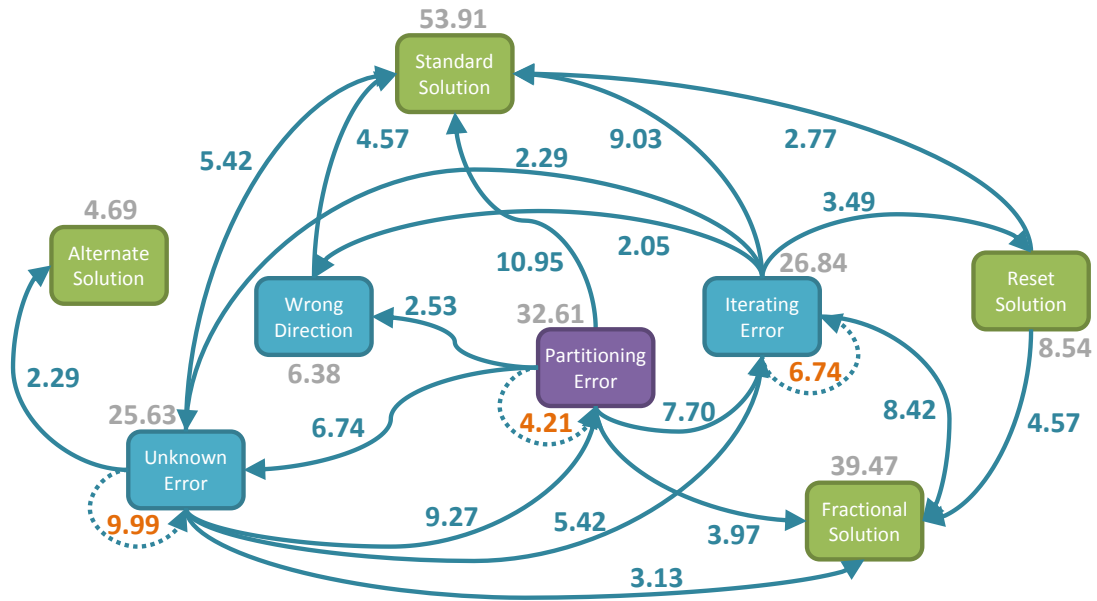 53.91
Standard
Solution
5.42
4.57
2.29
9.03
2.77
4.69
Alternate
Solution
3.49
2.05
10.95
26.84
Wrong
Direction
2.53
32.61
Iterating
Error
Reset
Solution
6.38
Partitioning
Error
6.74
8.54
2.29
25.63
6.74
4.21
7.70
8.42
4.57
Unknown
Error
39.47
9.99
9.27
5.42
3.97
Fractional
Solution
3.13